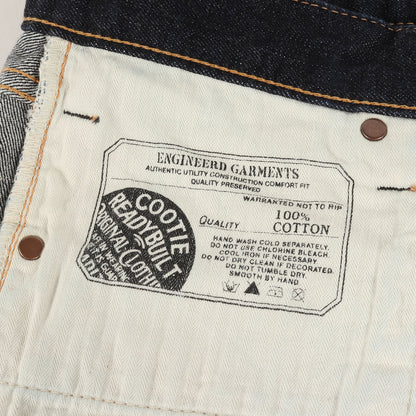 ENGINEERD GARMENTS
AUTHENTIC UTILITY CONSTRUCTION COMFORT FIT
QUALITY PRESERVED
WARRANTED NOT TO RIP
QUALITY 100%
COTTON
COOTIE
READYBUILT
ORIGINAL CLOTHING
HAND WASH COLD SEPARATELY.
DO NOT USE CHLORINE BLEACH.
COOL IRON IF NECESSARY.
DO NOT DRY CLEAN IF DECORATED.
DO NOT TUMBLE DRY.
SMOOTH BY HAND